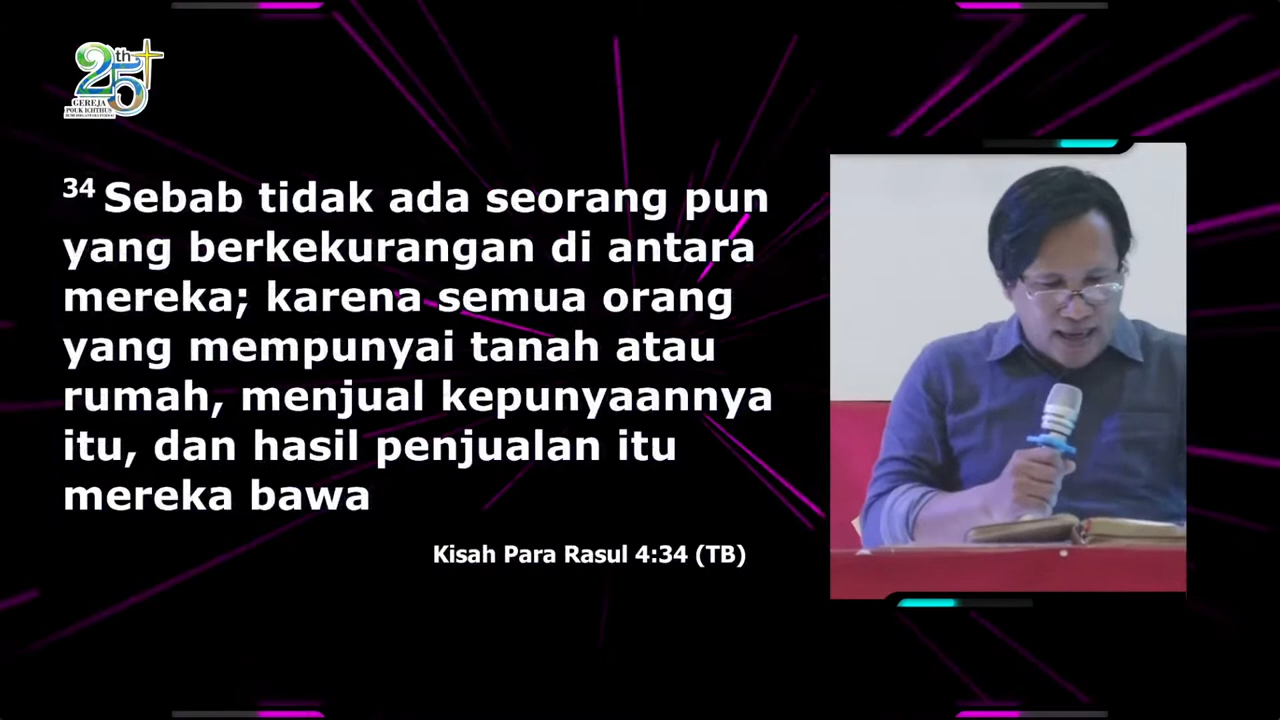 25th
GEREJA
POUK ICHTHUS
34 Sebab tidak ada seorang pun
yang berkekurangan di antara
mereka; karena semua orang
yang mempunyai tanah atau
rumah, menjual kepunyaannya
itu, dan hasil penjualan itu
mereka bawa
Kisah Para Rasul 4:34 (TB)